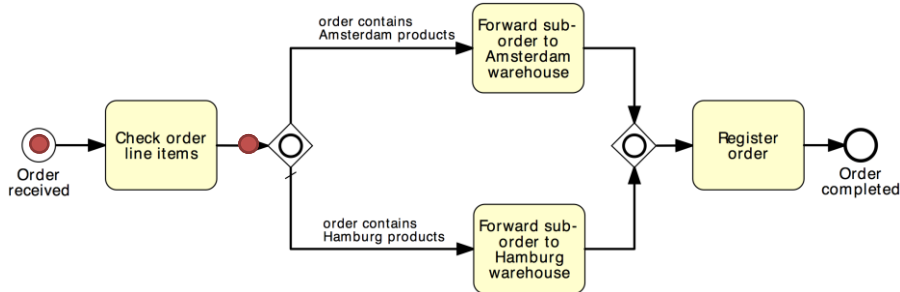 order contains
Amsterdam products
Forward sub-
order to
Amsterdam
warehouse
Order
received
Check order
line items
Register
order
Order
completed
order contains
Hamburg products
Forward sub-
order to
Hamburg
warehouse